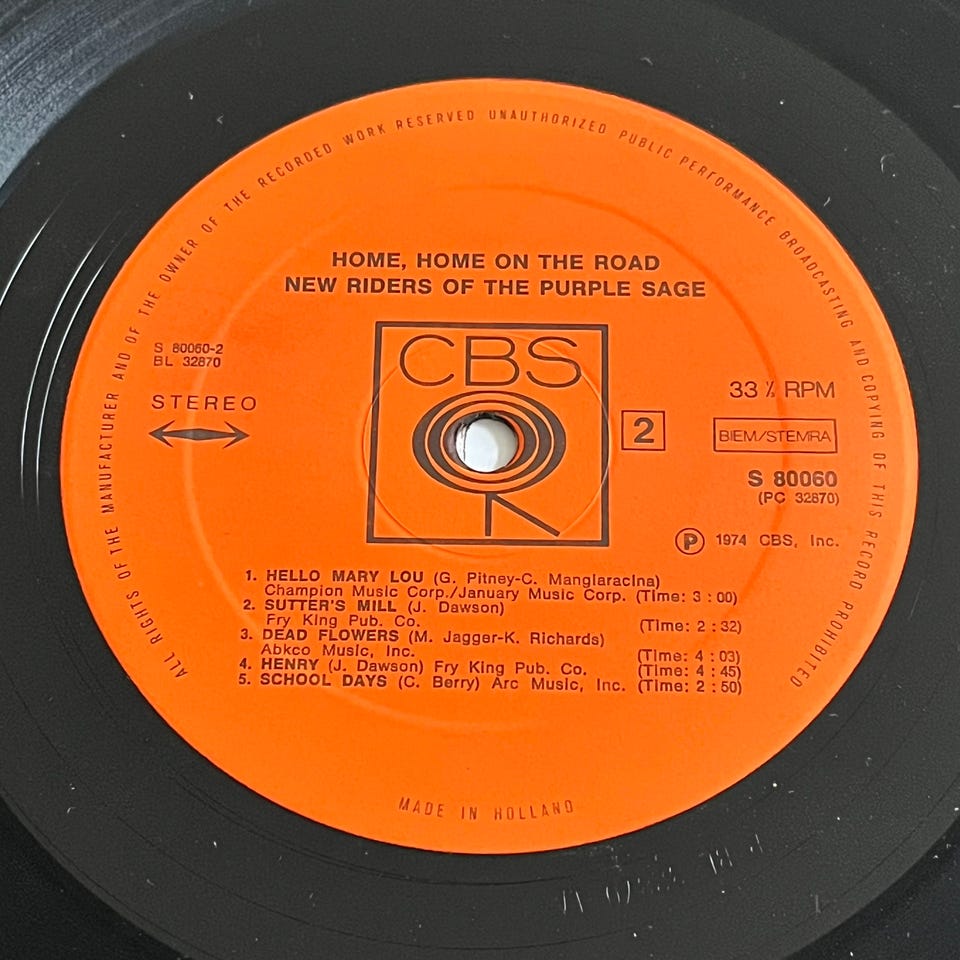 ALL RIGHTS OF THE MANUFACTURER AND OF THE OWNER OF THE RECORDED WORK RESERVED UNAUTHORIZED PUBLIC PERFORMANCE BROADCASTING AND COPYING OF THIS RECORD PROHIBITED
HOME, HOME ON THE ROAD
NEW RIDERS OF THE PURPLE SAGE
CBS
S 80060-2
BL 32870
STEREO
2
33 ⅓ RPM
BIEM/STEMRA
S 80060
(PC 32870)
Ⓟ 1974 CBS, Inc.
1. HELLO MARY LOU (G. Pitney-C. Mangiaracina)
Champion Music Corp./January Music Corp. (Time: 3 : 00)
2. SUTTER'S MILL (J. Dawson)
Fry King Pub. Co. (Time: 2 : 32)
3. DEAD FLOWERS (M. Jagger-K. Richards)
Abkco Music, Inc. (Time: 4 : 03)
4. HENRY (J. Dawson) Fry King Pub. Co. (Time: 4 : 45)
5. SCHOOL DAYS (C. Berry) Arc Music, Inc. (Time: 2 : 50)
MADE IN HOLLAND